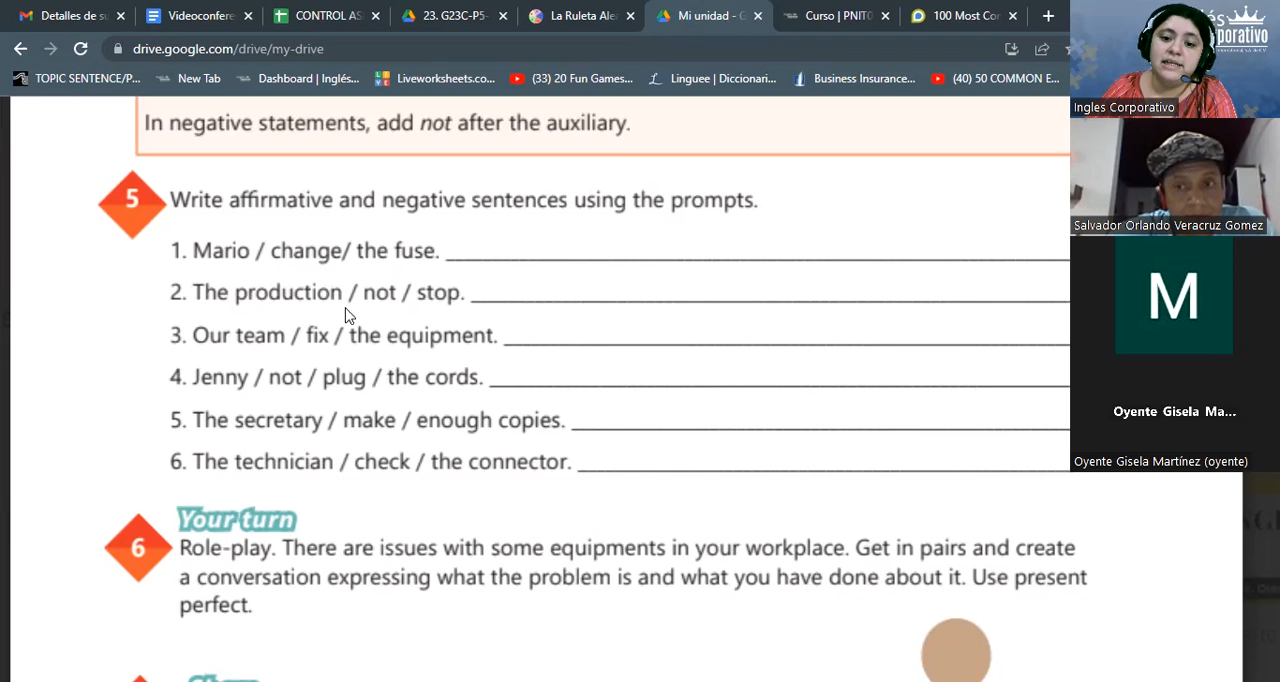 Detalles de su
Videoconfere
CONTROL AS
23. G23C-P5-
La Ruleta Ale
Mi unidad - G
Curso | PNIT0
100 Most Cor
drive.google.com/drive/my-drive
TOPIC SENTENCE/P...
New Tab
Dashboard | Inglés...
Liveworksheets.co...
(33) 20 Fun Games...
Linguee | Diccionari...
Business Insurance...
(40) 50 COMMON E...
Ingles Corporativo
Salvador Orlando Veracruz Gomez
M
Oyente Gisela Ma...
Oyente Gisela Martínez (oyente)
In negative statements, add not after the auxiliary.
5
Write affirmative and negative sentences using the prompts.
1. Mario / change/ the fuse.
2. The production / not / stop.
3. Our team / fix / the equipment.
4. Jenny / not / plug / the cords.
5. The secretary / make / enough copies.
6. The technician / check / the connector.
Your turn
6
Role-play. There are issues with some equipments in your workplace. Get in pairs and create
a conversation expressing what the problem is and what you have done about it. Use present
perfect.